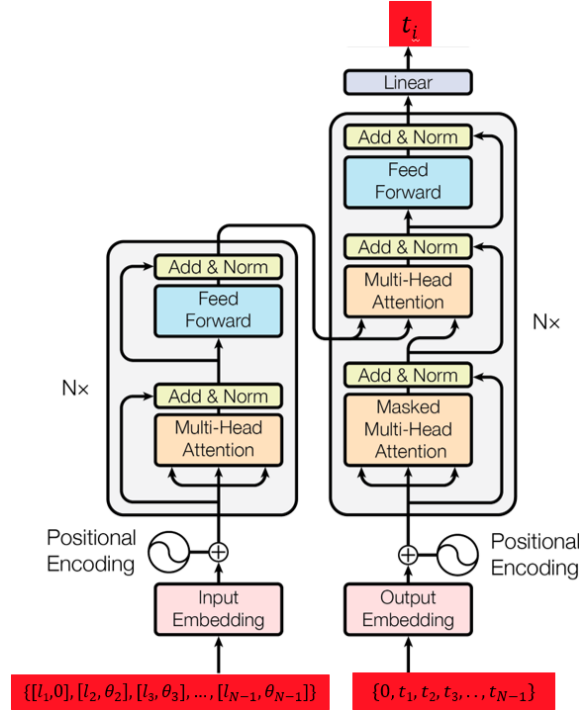 t_i
Linear
Add & Norm
Feed
Forward
Add & Norm
Multi-Head
Attention
N×
Add & Norm
Masked
Multi-Head
Attention
Add & Norm
Feed
Forward
N×
Add & Norm
Multi-Head
Attention
Positional
Encoding
Positional
Encoding
Input
Embedding
Output
Embedding
{[l_1,0], [l_2, θ_2], [l_3, θ_3], ..., [l_{N-1}, θ_{N-1}]}
{0, t_1, t_2, t_3, .., t_{N-1}}